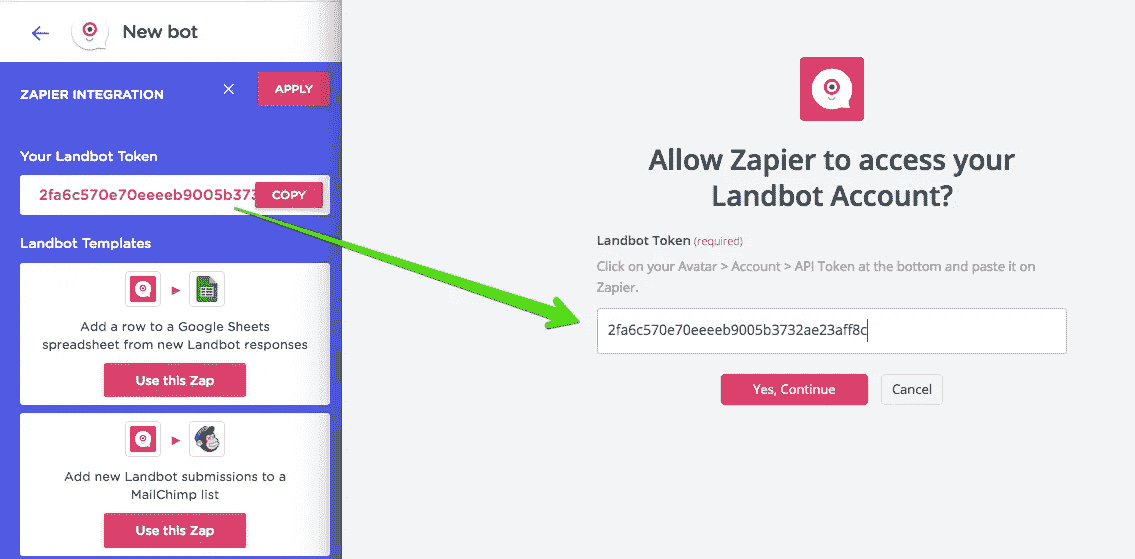 New bot
ZAPIER INTEGRATION
APPLY
Your Landbot Token
2fa6c570e70eeeeb9005b373
COPY
Landbot Templates
Add a row to a Google Sheets
spreadsheet from new Landbot responses
Use this Zap
Add new Landbot submissions to a
MailChimp list
Use this Zap
Allow Zapier to access your
Landbot Account?
Landbot Token (required)
Click on your Avatar > Account > API Token at the bottom and paste it on
Zapier.
2fa6c570e70eeeeb9005b3732ae23aff8c
Yes, Continue
Cancel